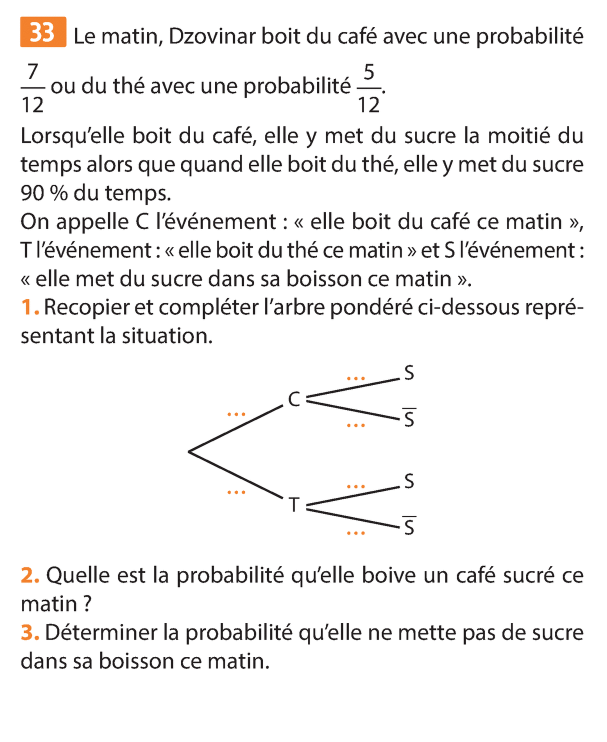 33 Le matin, Dzovinar boit du café avec une probabilité
7/12 ou du thé avec une probabilité 5/12.
Lorsqu'elle boit du café, elle y met du sucre la moitié du
temps alors que quand elle boit du thé, elle y met du sucre
90 % du temps.
On appelle C l'événement : « elle boit du café ce matin »,
T l'événement : « elle boit du thé ce matin » et S l'événement :
« elle met du sucre dans sa boisson ce matin ».
1. Recopier et compléter l'arbre pondéré ci-dessous repré-
sentant la situation.
... S
... C
... S̅
... S
... T
... S̅
2. Quelle est la probabilité qu'elle boive un café sucré ce
matin ?
3. Déterminer la probabilité qu'elle ne mette pas de sucre
dans sa boisson ce matin.